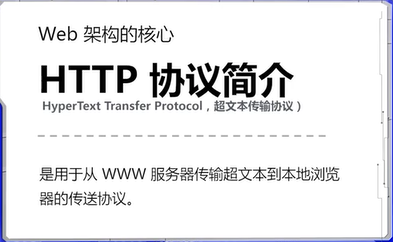 Web 架构的核心
HTTP 协议简介
HyperText Transfer Protocol，超文本传输协议）
是用于从 WWW 服务器传输超文本到本地浏览
器的传送协议。